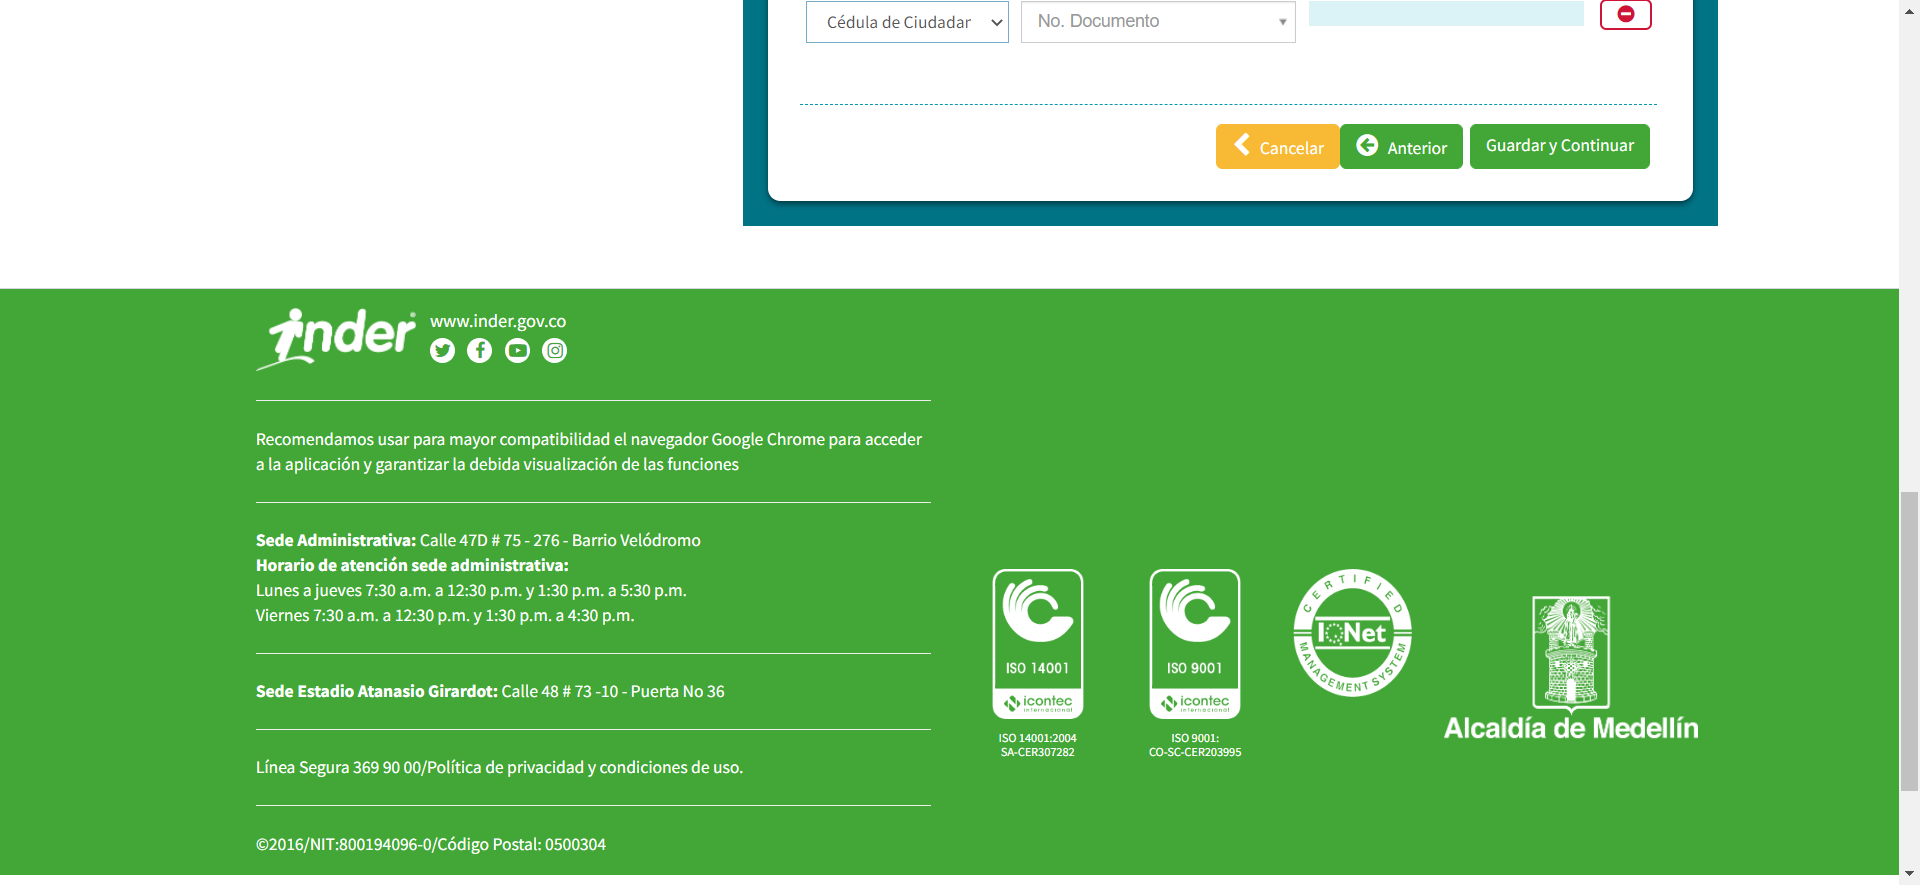 Cédula de Ciudadar
No. Documento
Cancelar
Anterior
Guardar y Continuar
inder
www.inder.gov.co
Recomendamos usar para mayor compatibilidad el navegador Google Chrome para acceder
a la aplicación y garantizar la debida visualización de las funciones
Sede Administrativa: Calle 47D # 75 - 276 - Barrio Velódromo
Horario de atención sede administrativa:
Lunes a jueves 7:30 a.m. a 12:30 p.m. y 1:30 p.m. a 5:30 p.m.
Viernes 7:30 a.m. a 12:30 p.m. y 1:30 p.m. a 4:30 p.m.
Sede Estadio Atanasio Girardot: Calle 48 # 73 -10 - Puerta No 36
Línea Segura 369 90 00/Política de privacidad y condiciones de uso.
©2016/NIT:800194096-0/Código Postal: 0500304
ISO 14001
icontec
internacional
ISO 14001:2004
SA-CER307282
ISO 9001
icontec
internacional
ISO 9001:
CO-SC-CER203995
CERTIFIED
IQNet
MANAGEMENT SYSTEM
Alcaldía de Medellín